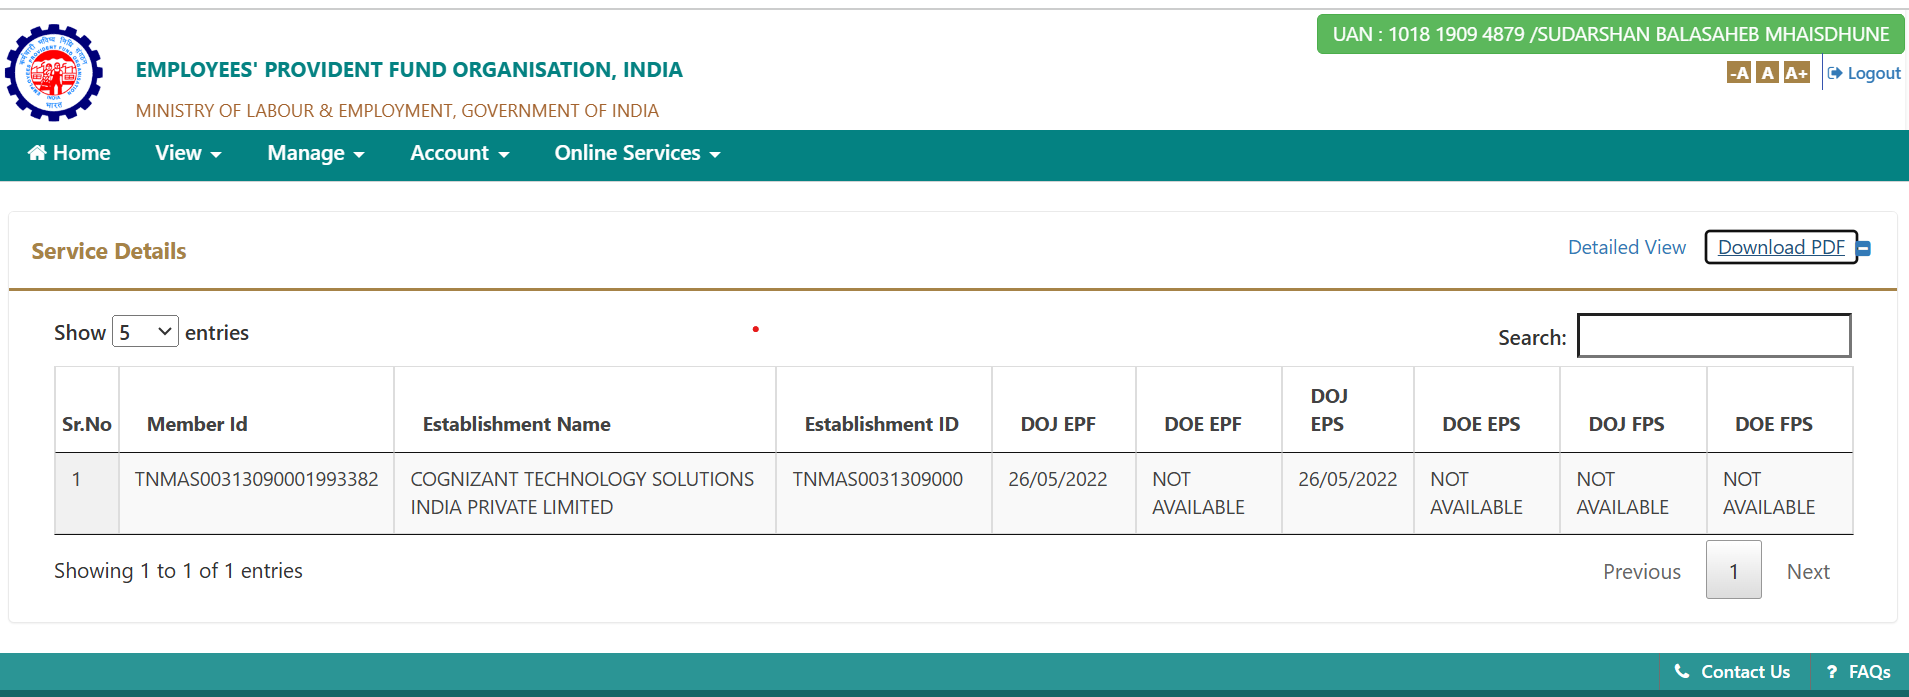 UAN : 1018 1909 4879 /SUDARSHAN BALASAHEB MHAISDHUNE
EMPLOYEES' PROVIDENT FUND ORGANISATION, INDIA
-A A A+ Logout
MINISTRY OF LABOUR & EMPLOYMENT, GOVERNMENT OF INDIA
Home View Manage Account Online Services
Service Details Detailed View Download PDF
Show 5 entries Search:
Sr.No Member Id Establishment Name Establishment ID DOJ EPF DOE EPF DOJ EPS DOE EPS DOJ FPS DOE FPS
1 TNMAS00313090001993382 COGNIZANT TECHNOLOGY SOLUTIONS TNMAS0031309000 26/05/2022 NOT 26/05/2022 NOT NOT NOT
INDIA PRIVATE LIMITED AVAILABLE AVAILABLE AVAILABLE AVAILABLE
Showing 1 to 1 of 1 entries Previous 1 Next
Contact Us ? FAQs